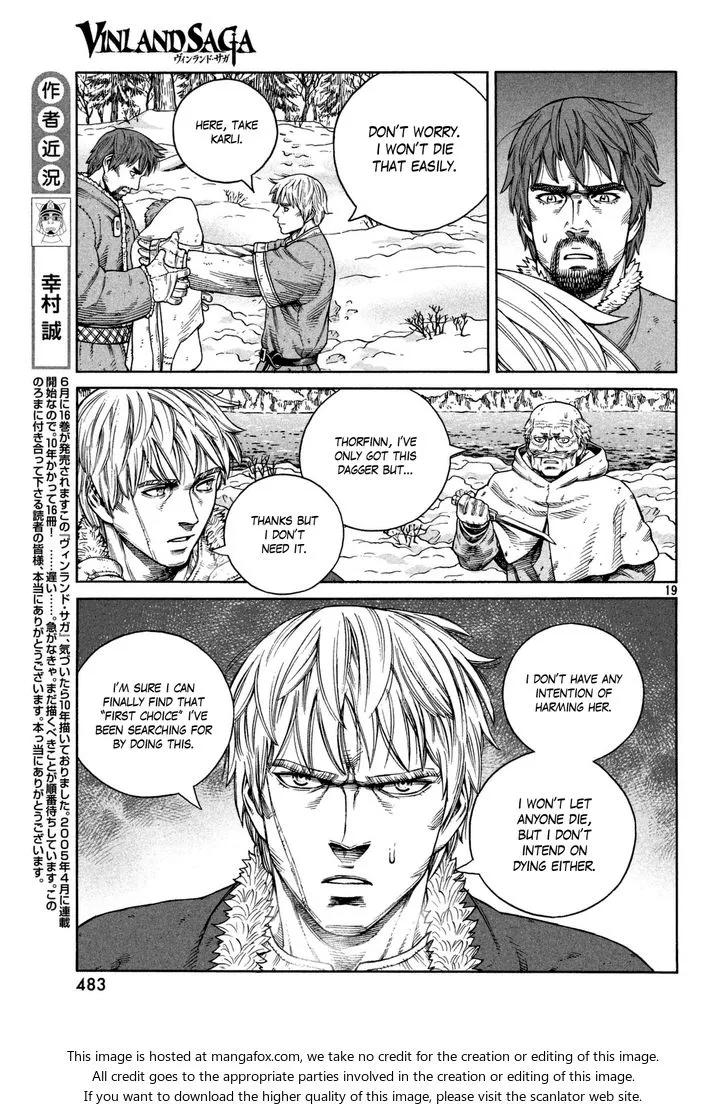 VINLAND SAGA
ヴィンランド・サガ
作者近況
幸村誠
6月に16巻が発売されますこの『ヴィンランド・サガ』、気づいたら10年描いておりました。2005年4月に連載
開始なので。10年かかって16冊!……遅い……。急がなきゃ。まだ描くべきことが順番待ちしています。この
のろまに付き合って下さる読者の皆様、本当にありがとうございます。本っ当にありがとうございます。
DON'T WORRY.
I WON'T DIE
THAT EASILY.
HERE, TAKE
KARLI.
THORFINN, I'VE
ONLY GOT THIS
DAGGER BUT...
THANKS BUT
I DON'T
NEED IT.
19
I DON'T HAVE ANY
INTENTION OF
HARMING HER.
I WON'T LET
ANYONE DIE,
BUT I DON'T
INTEND ON
DYING EITHER.
I'M SURE I CAN
FINALLY FIND THAT
"FIRST CHOICE" I'VE
BEEN SEARCHING FOR
BY DOING THIS.
483
This image is hosted at mangafox.com, we take no credit for the creation or editing of this image.
All credit goes to the appropriate parties involved in the creation or editing of this image.
If you want to download the higher quality of this image, please visit the scanlator web site.